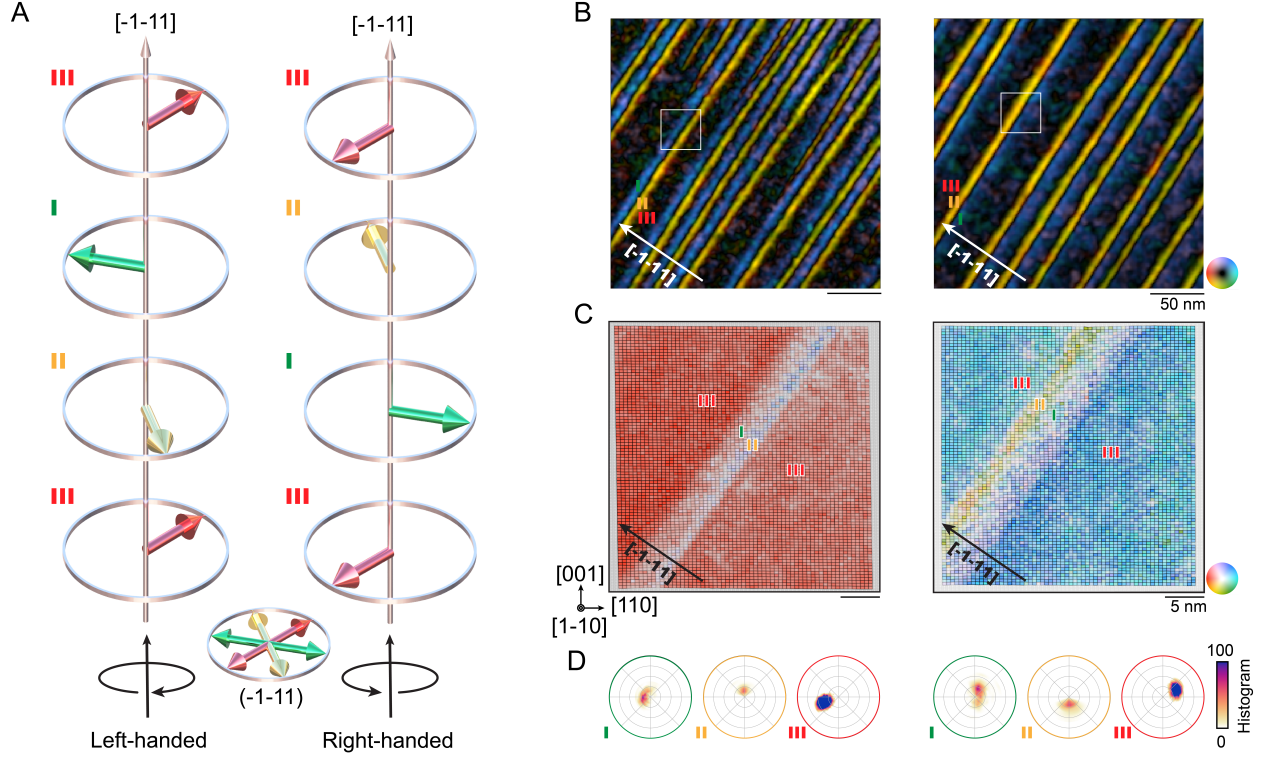 A
[-1-11]
[-1-11]
III
III
I
II
II
I
III
III
(-1-11)
Left-handed
Right-handed
B
I
II
III
[-1-11]
III
II
I
[-1-11]
50 nm
C
III
I
II
III
[-1-11]
III
II
I
III
[-1-11]
5 nm
[001]
[110]
[1-10]
D
I
II
III
I
II
III
100
0
Histogram